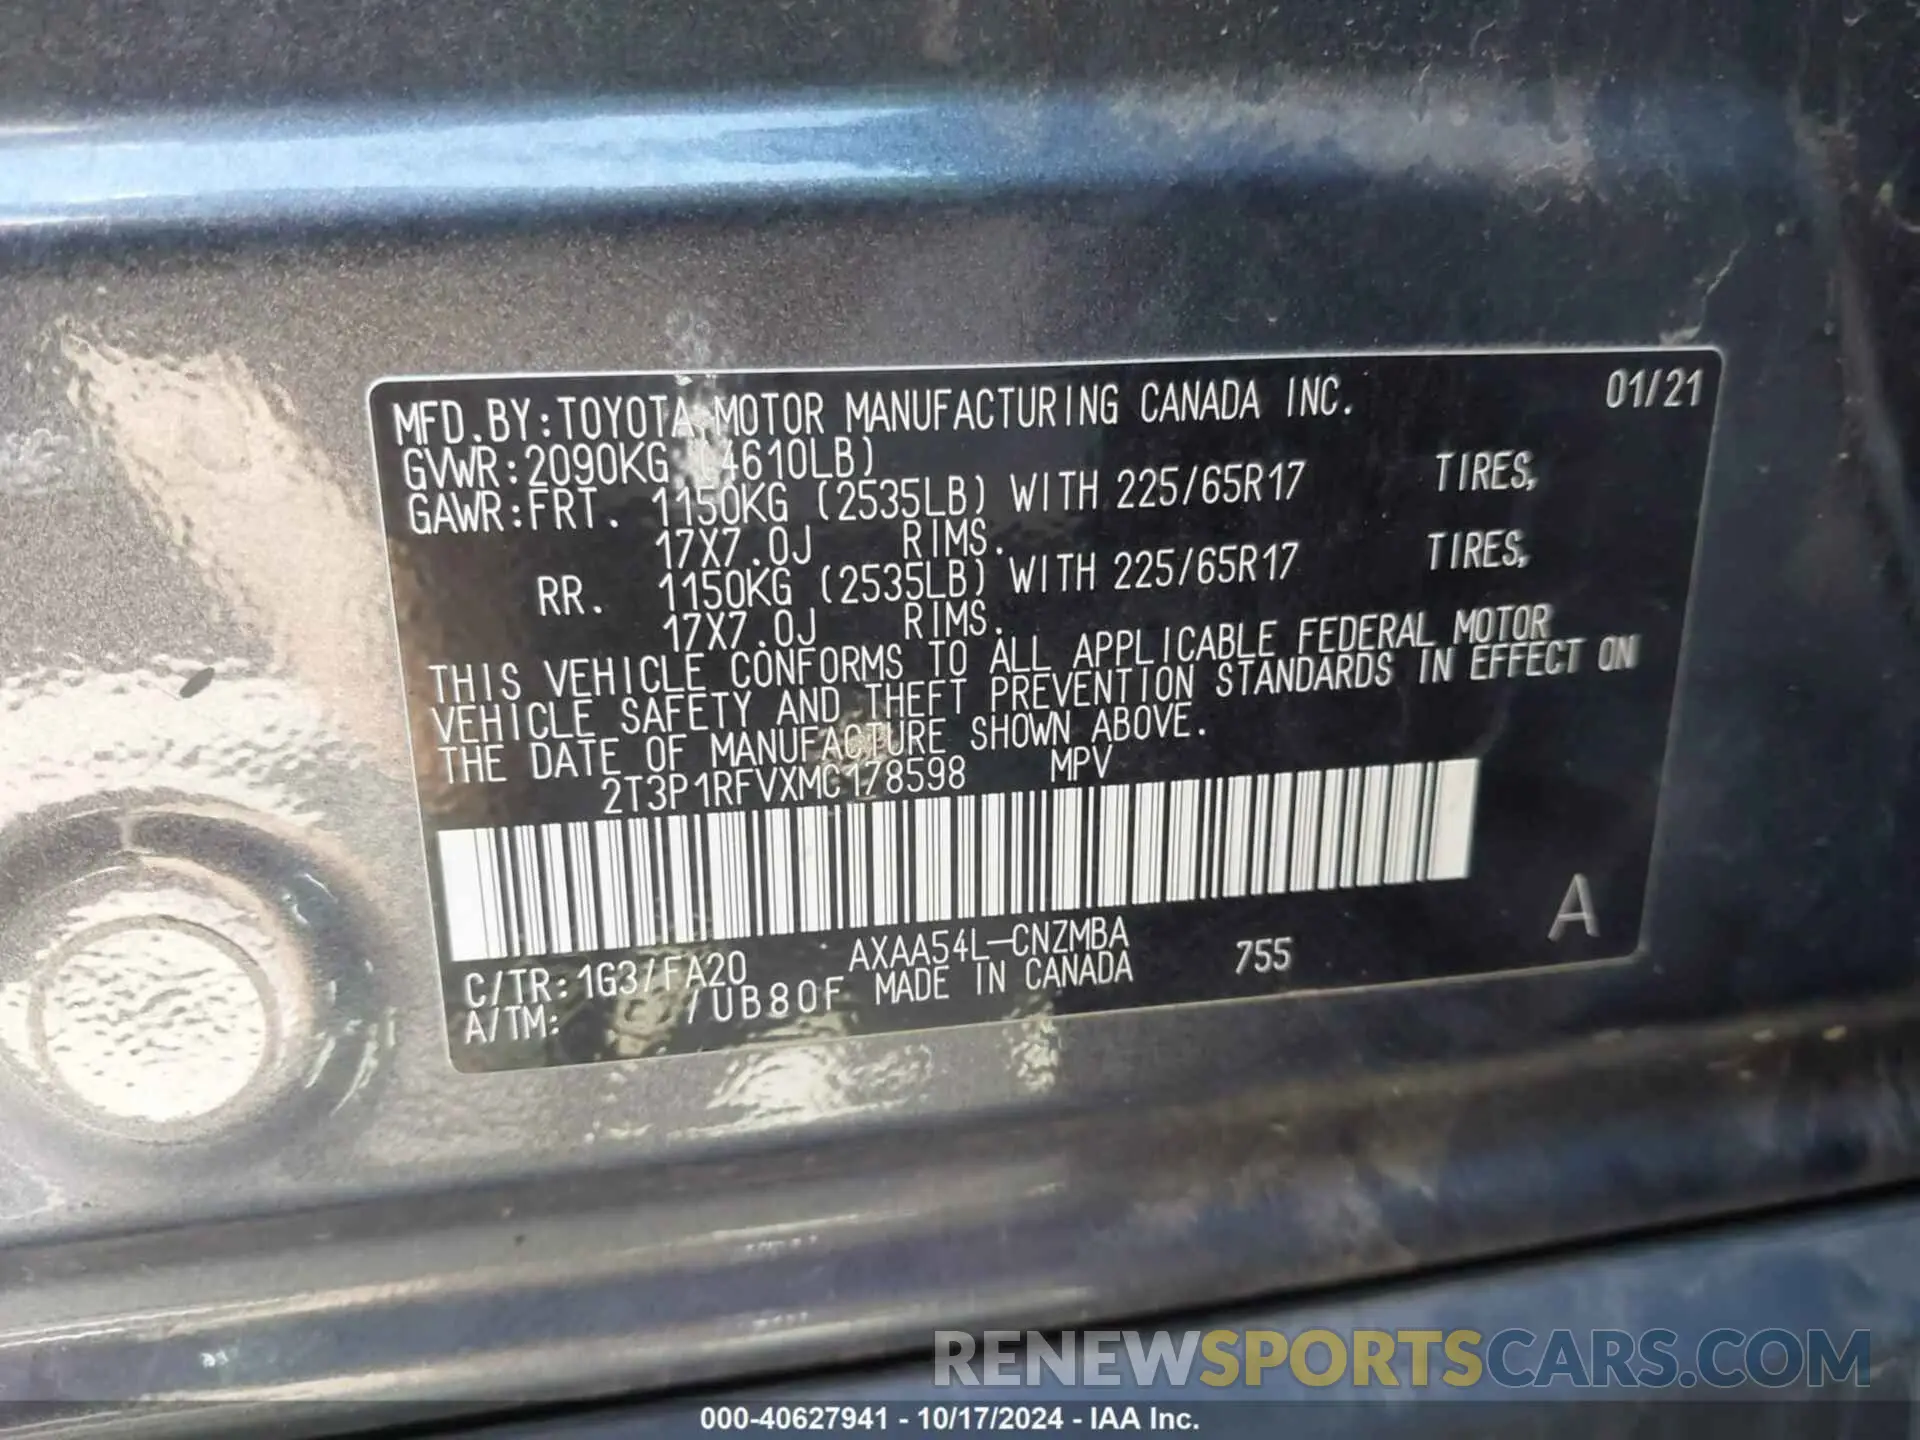 MFD.BY:TOYOTA MOTOR MANUFACTURING CANADA INC. 01/21
GVWR:2090KG (4610LB)
GAWR:FRT. 1150KG (2535LB) WITH 225/65R17 TIRES,
17X7.0J RIMS.
RR. 1150KG (2535LB) WITH 225/65R17 TIRES,
17X7.0J RIMS.
THIS VEHICLE CONFORMS TO ALL APPLICABLE FEDERAL MOTOR
VEHICLE SAFETY AND THEFT PREVENTION STANDARDS IN EFFECT ON
THE DATE OF MANUFACTURE SHOWN ABOVE.
2T3P1RFVXMC178598 MPV
A
C/TR:1G3/FA20 AXAA54L-CNZMBA 755
A/TM: /UB80F MADE IN CANADA
RENEWSPORTSCARS.COM
000-40627941 - 10/17/2024 - IAA Inc.